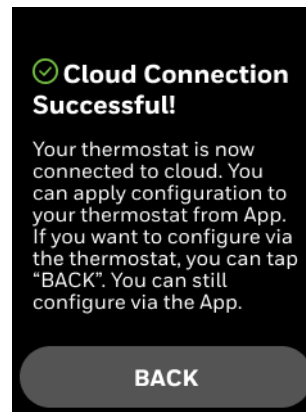 Cloud Connection
Successful!
Your thermostat is now
connected to cloud. You
can apply configuration to
your thermostat from App.
If you want to configure via
the thermostat, you can tap
“BACK”. You can still
configure via the App.
BACK